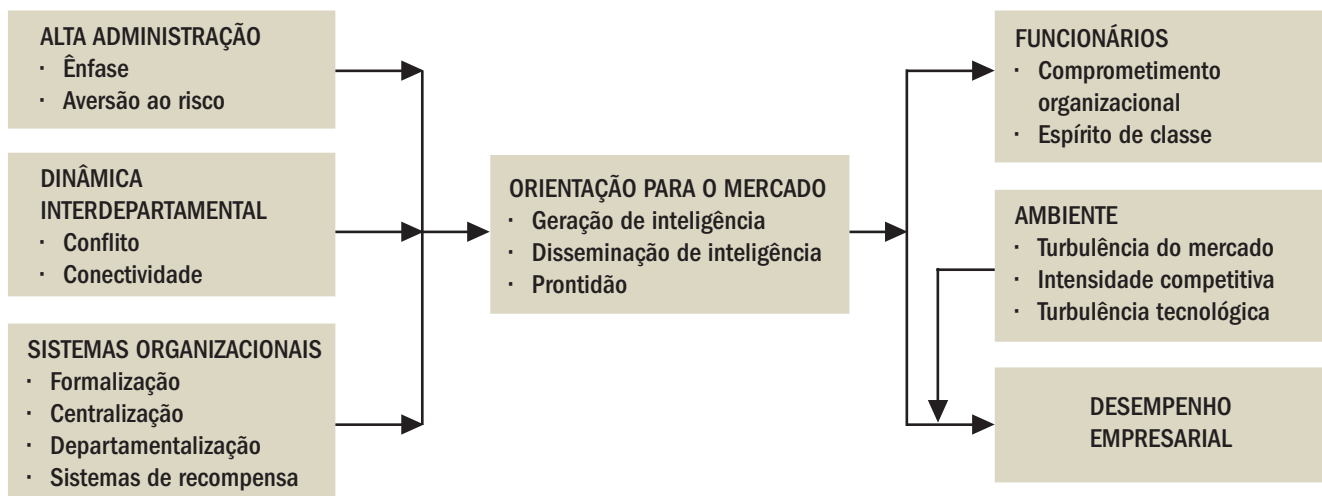 ALTA ADMINISTRAÇÃO
· Ênfase
· Aversão ao risco
DINÂMICA
INTERDEPARTAMENTAL
· Conflito
· Conectividade
SISTEMAS ORGANIZACIONAIS
· Formalização
· Centralização
· Departamentalização
· Sistemas de recompensa
ORIENTAÇÃO PARA O MERCADO
· Geração de inteligência
· Disseminação de inteligência
· Prontidão
FUNCIONÁRIOS
· Comprometimento
organizacional
· Espírito de classe
AMBIENTE
· Turbulência do mercado
· Intensidade competitiva
· Turbulência tecnológica
DESEMPENHO
EMPRESARIAL